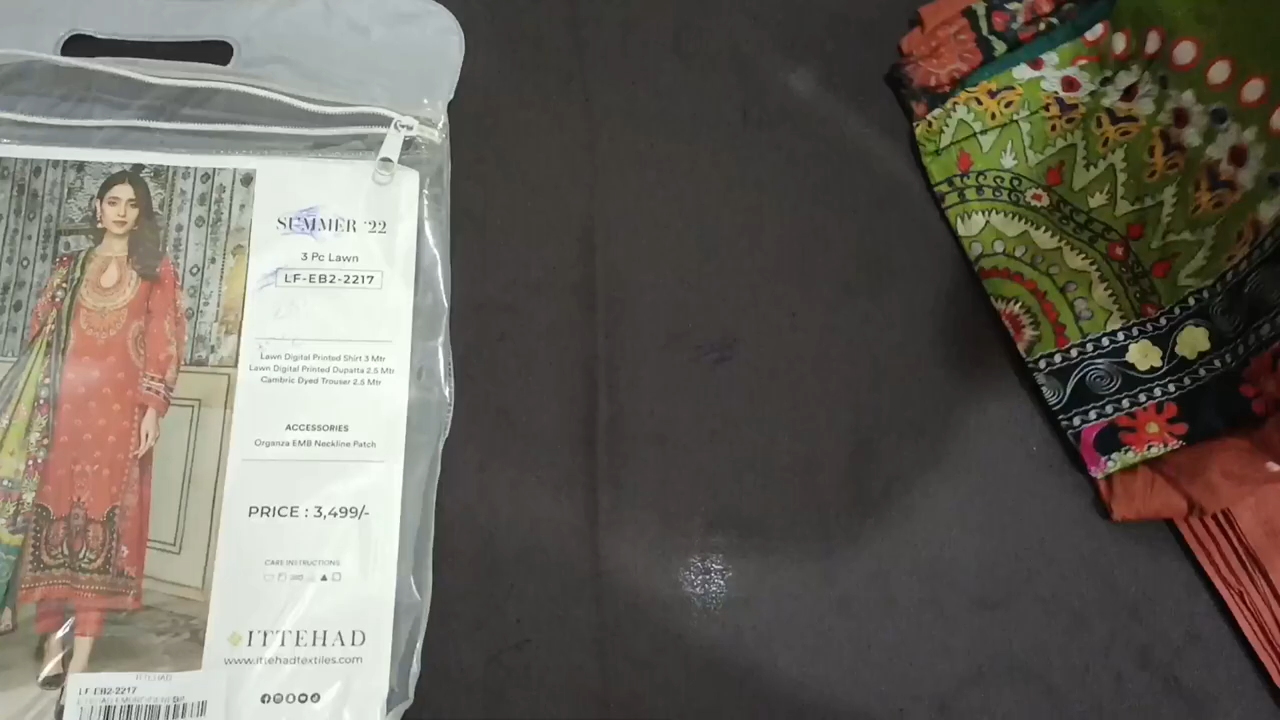 SUMMER '22
3 Pc Lawn
LF-EB2-2217
Lawn Digital Printed Shirt 3 Mtr
Lawn Digital Printed Dupatta 2.5 Mtr
Cambric Dyed Trouser 2.5 Mtr
ACCESSORIES
Organza EMB Neckline Patch
PRICE : 3,499/-
CARE INSTRUCTIONS
ITTEHAD
www.ittehadtextiles.com
ITTEHAD
LF-EB2-2217